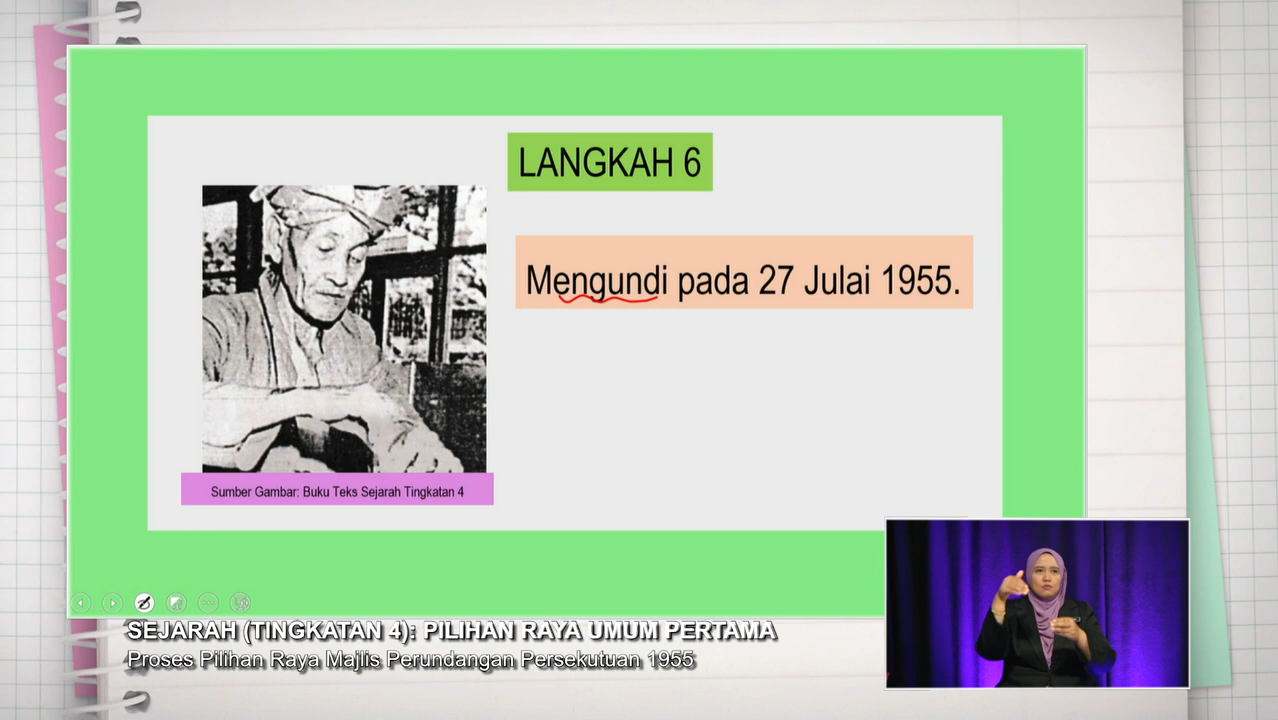 LANGKAH 6
Mengundi pada 27 Julai 1955.
Sumber Gambar: Buku Teks Sejarah Tingkatan 4
SEJARAH (TINGKATAN 4): PILIHAN RAYA UMUM PERTAMA
Proses Pilihan Raya Majlis Perundangan Persekutuan 1955